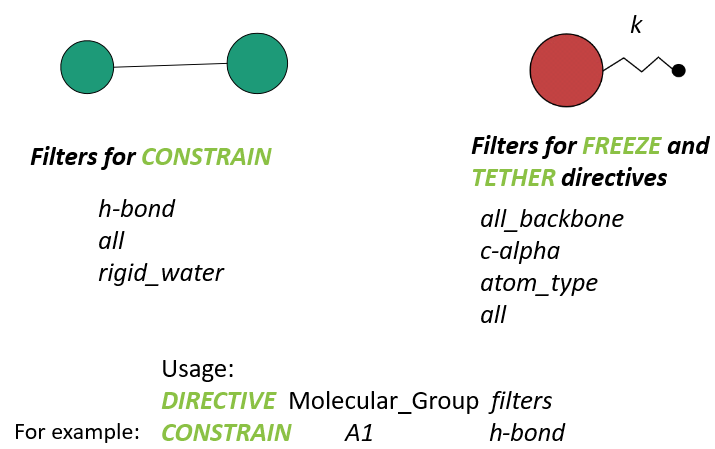 k
Filters for CONSTRAIN
h-bond
all
rigid_water
Filters for FREEZE and
TETHER directives
all_backbone
c-alpha
atom_type
all
Usage:
DIRECTIVE Molecular_Group filters
For example: CONSTRAIN A1 h-bond